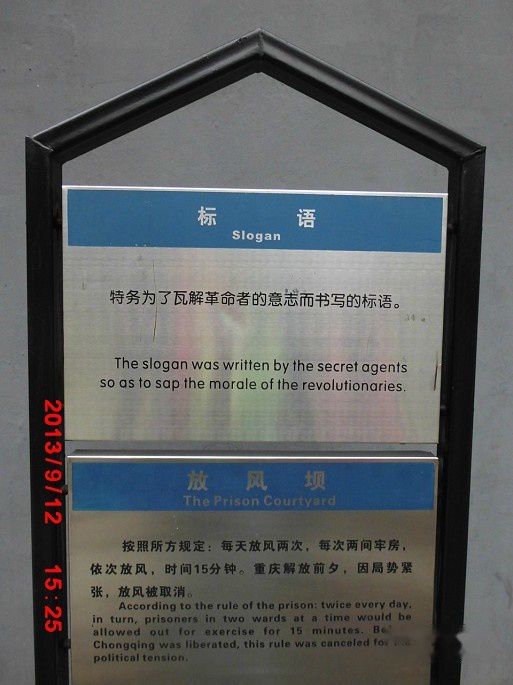 标 语
Slogan
特务为了瓦解革命者的意志而书写的标语。
The slogan was written by the secret agents
so as to sap the morale of the revolutionaries.
放 风 坝
The Prison Courtyard
按照所方规定：每天放风两次，每次两间牢房，
依次放风，时间15分钟。重庆解放前夕，因局势紧
张，放风被取消。
According to the rule of the prison: twice every day,
in turn, prisoners in two wards at a time would be
allowed out for exercise for 15 minutes.
Chongqing was liberated, this rule was canceled for
political tension.
2013/9/12 15:25